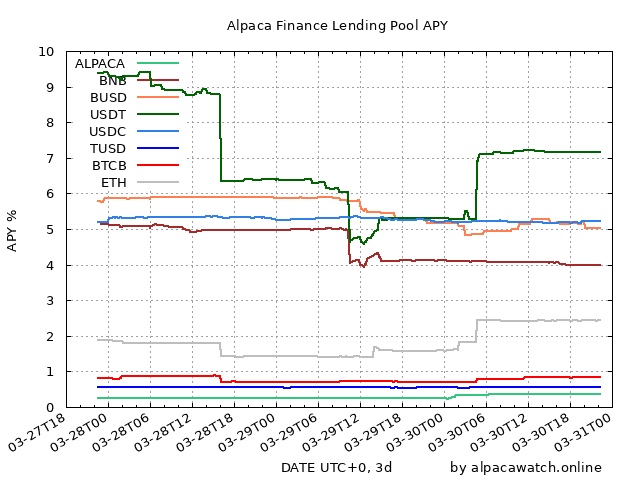 Alpaca Finance Lending Pool APY
10
9
8
7
6
5
4
3
2
1
0
APY %
ALPACA
BNB
BUSD
USDT
USDC
TUSD
BTCB
ETH
03-27T18
03-28T00
03-28T06
03-28T12
03-28T18
03-29T00
03-29T06
03-29T12
03-29T18
03-30T00
03-30T06
03-30T12
03-30T18
03-31T00
DATE UTC+0, 3d
by alpacawatch.online